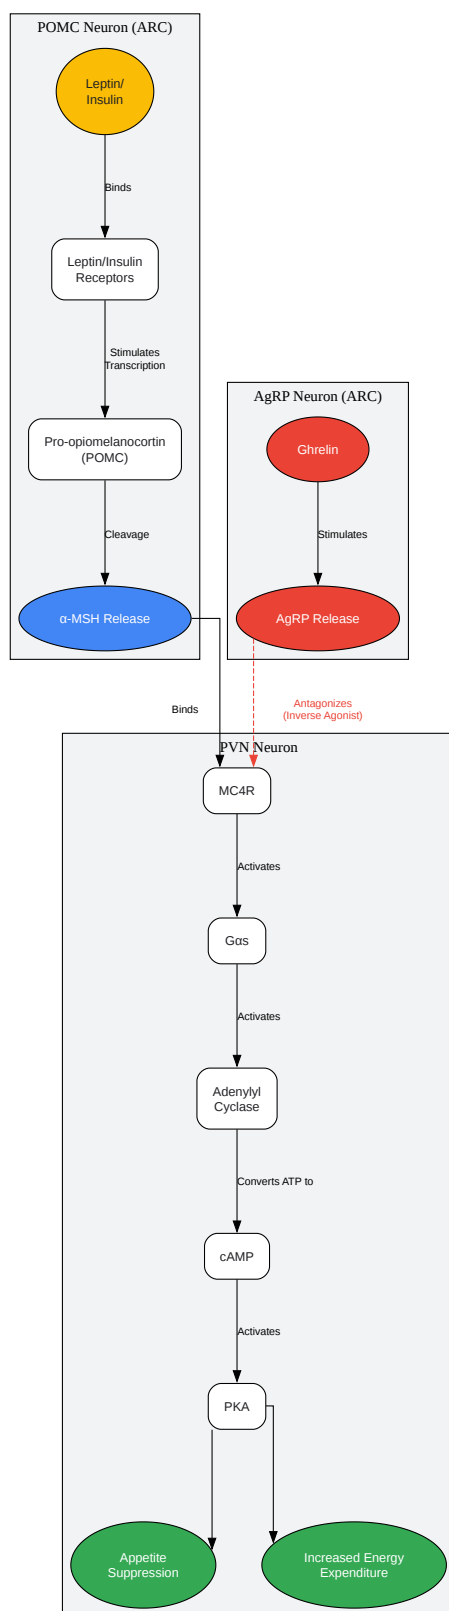 POMC Neuron (ARC)
Leptin/
Insulin
Binds
Leptin/Insulin
Receptors
Stimulates
Transcription
Pro-opiomelanocortin
(POMC)
Cleavage
α-MSH Release
AgRP Neuron (ARC)
Ghrelin
Stimulates
AgRP Release
Binds
Antagonizes
(Inverse Agonist)
PVN Neuron
MC4R
Activates
Gαs
Activates
Adenylyl
Cyclase
Converts ATP to
cAMP
Activates
PKA
Appetite
Suppression
Increased Energy
Expenditure